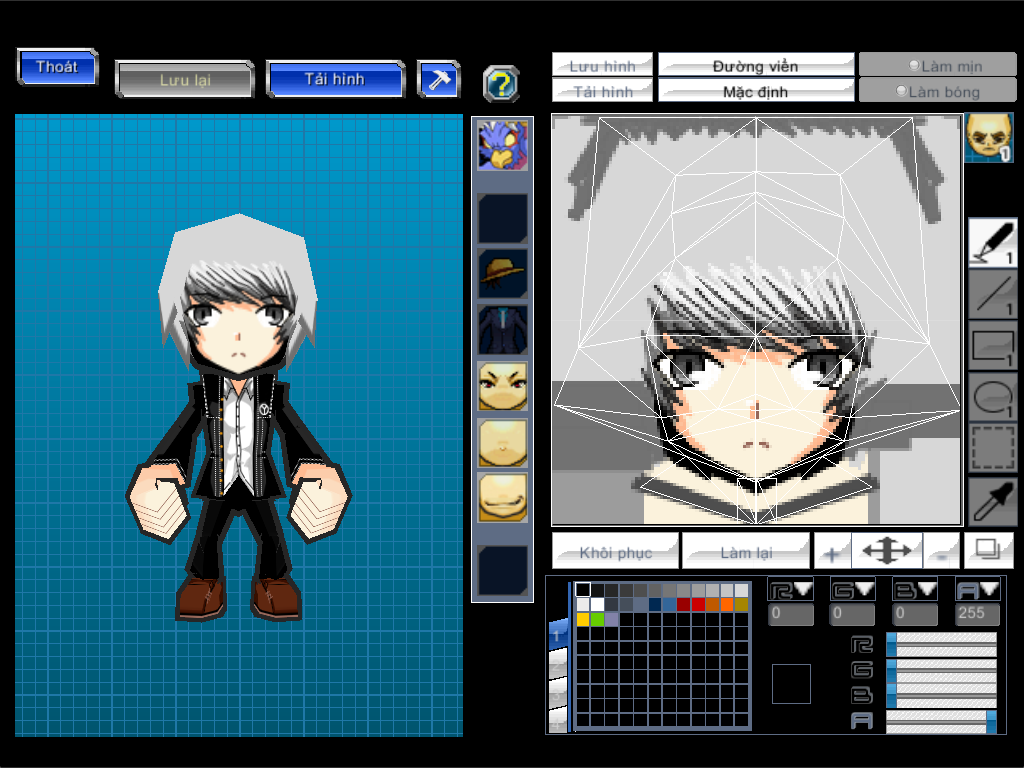 Thoát
Lưu lại
Tải hình
?
Lưu hình
Đường viền
Làm mịn
Tải hình
Mặc định
Làm bóng
1
1
1
1
1
Khôi phục
Làm lại
+
-
R G B A
0 0 0 255
1
R
G
B
A